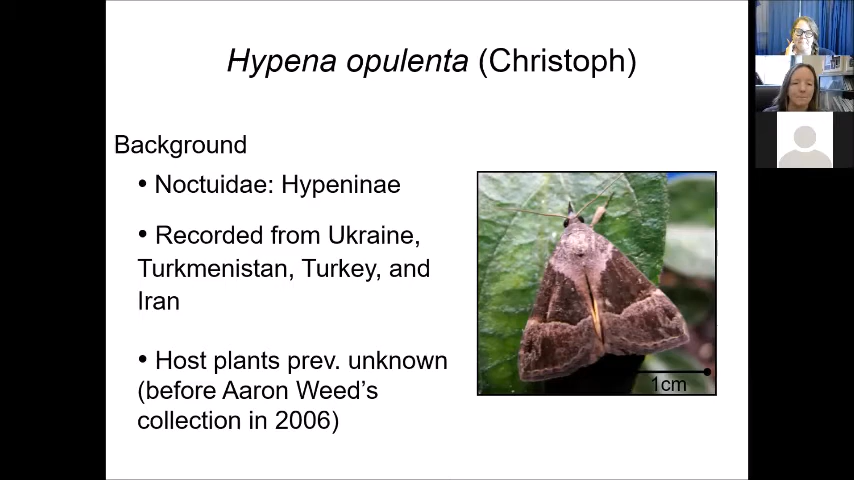 Hypena opulenta (Christoph)
Background
• Noctuidae: Hypeninae
• Recorded from Ukraine,
Turkmenistan, Turkey, and
Iran
• Host plants prev. unknown
(before Aaron Weed’s
collection in 2006)
1cm